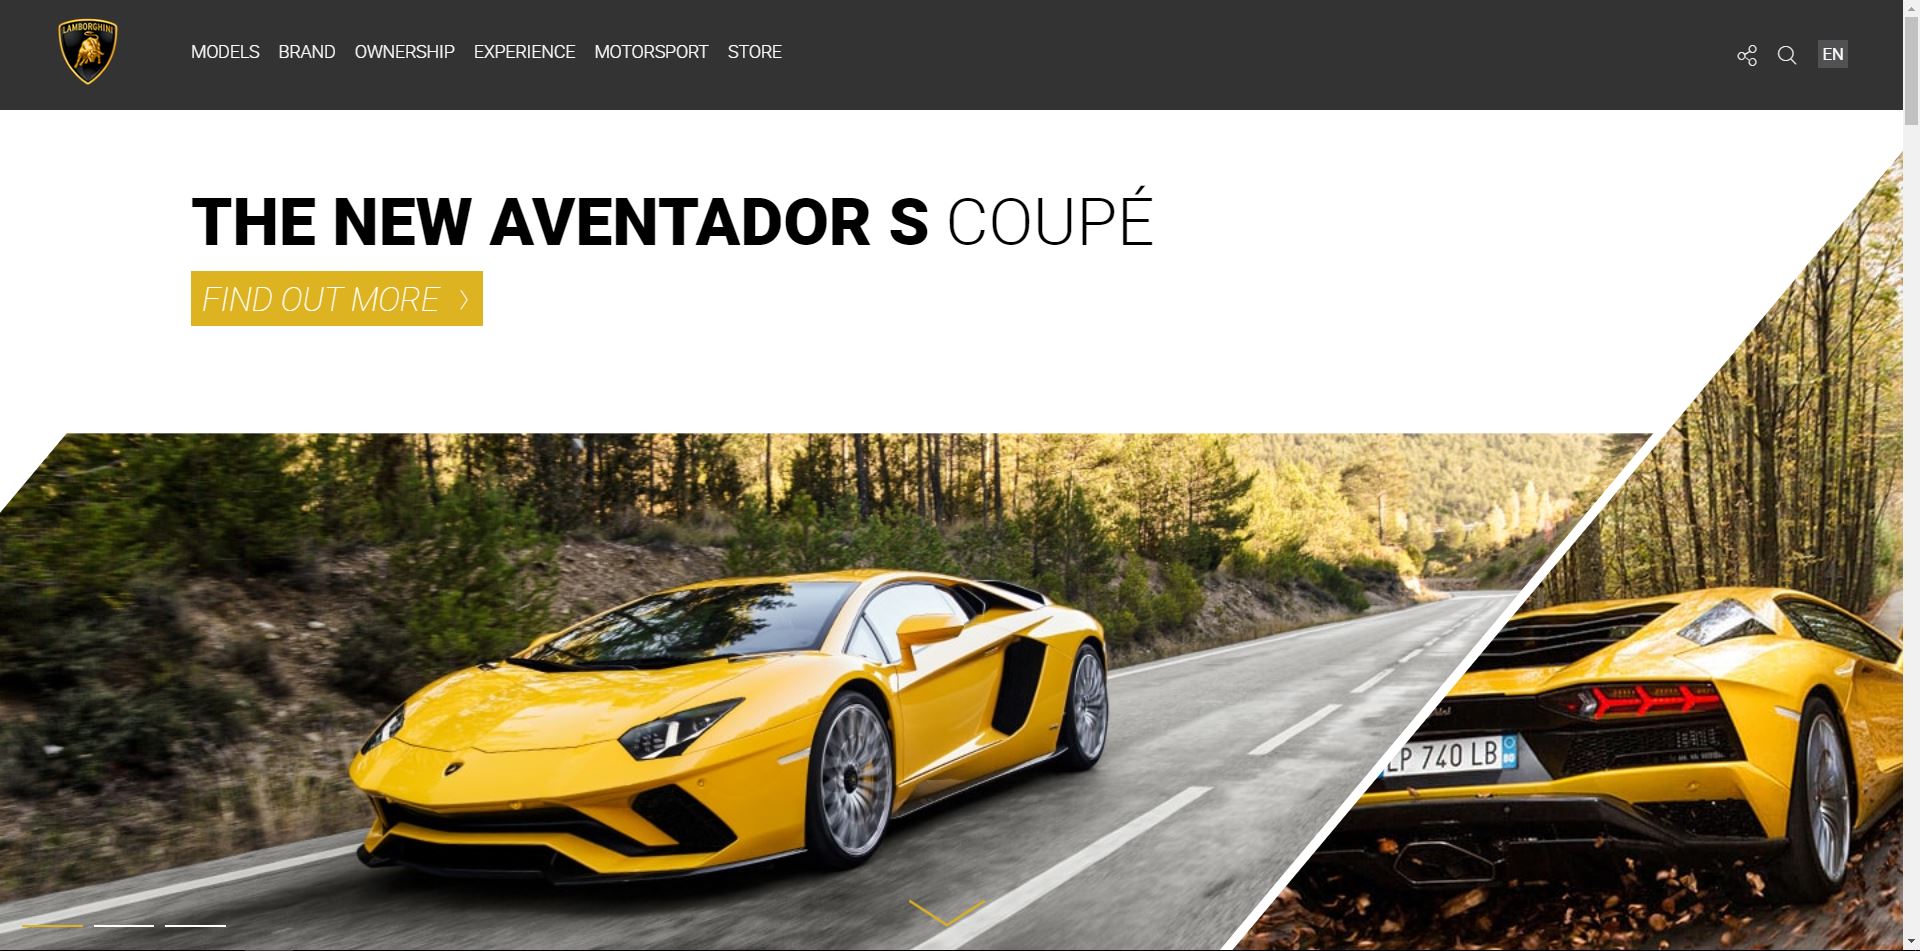 LAMBORGHINI
MODELS BRAND OWNERSHIP EXPERIENCE MOTORSPORT STORE
EN
THE NEW AVENTADOR S COUPÉ
FIND OUT MORE
LP 740 LB